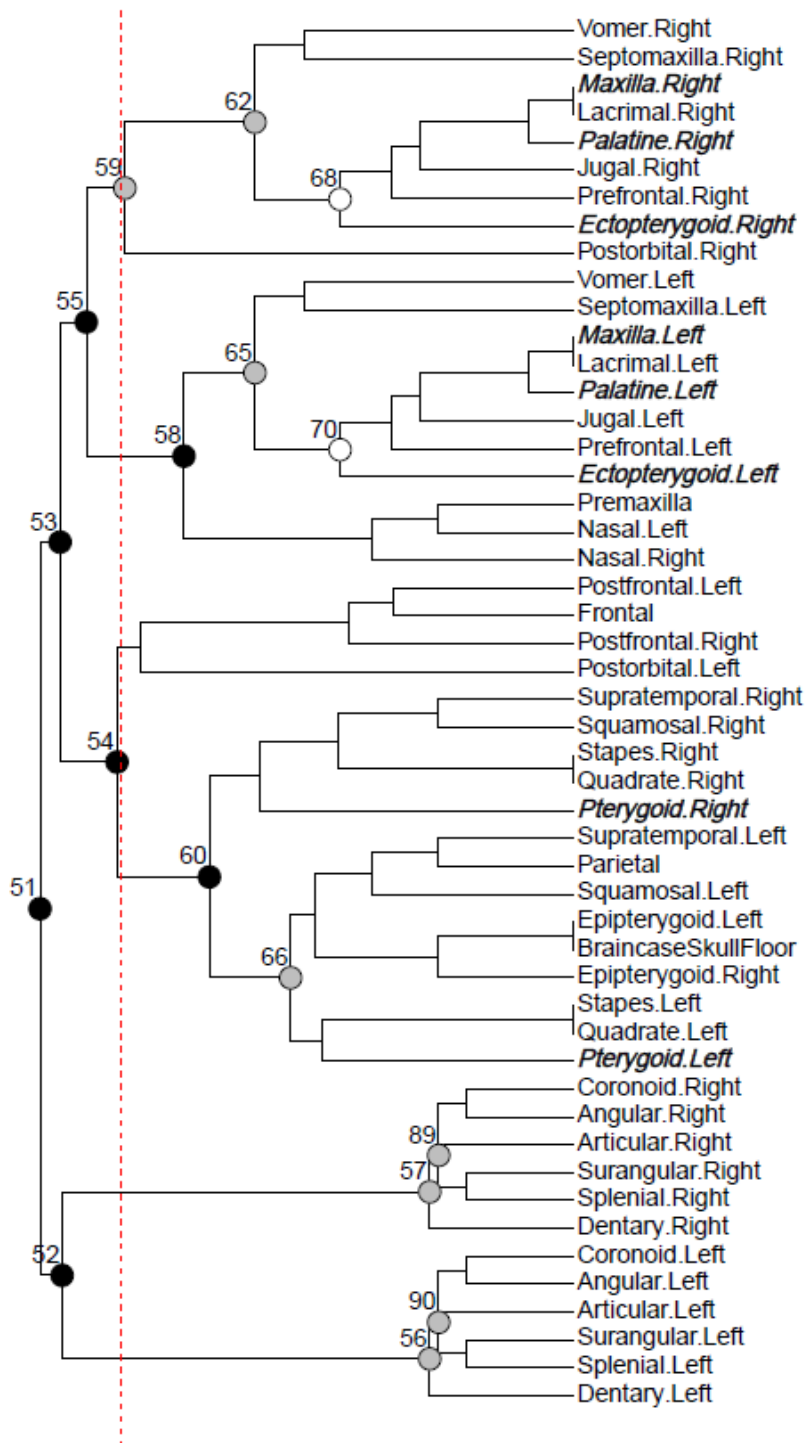 Vomer.Right
Septomaxilla.Right
Maxilla.Right
62
Lacrimal.Right
Palatine.Right
59
Jugal.Right
68
Prefrontal.Right
Ectopterygoid.Right
Postorbital.Right
Vomer.Left
55
Septomaxilla.Left
Maxilla.Left
65
Lacrimal.Left
Palatine.Left
Jugal.Left
58
70
Prefrontal.Left
Ectopterygoid.Left
Premaxilla
53
Nasal.Left
Nasal.Right
Postfrontal.Left
Frontal
Postfrontal.Right
Postorbital.Left
Supratemporal.Right
Squamosal.Right
54
Stapes.Right
Quadrate.Right
Pterygoid.Right
Supratemporal.Left
60
Parietal
51
Squamosal.Left
Epipterygoid.Left
BraincaseSkullFloor
66
Epipterygoid.Right
Stapes.Left
Quadrate.Left
Pterygoid.Left
Coronoid.Right
Angular.Right
89
Articular.Right
57
Surangular.Right
Splenial.Right
Dentary.Right
52
Coronoid.Left
Angular.Left
90
Articular.Left
56
Surangular.Left
Splenial.Left
Dentary.Left